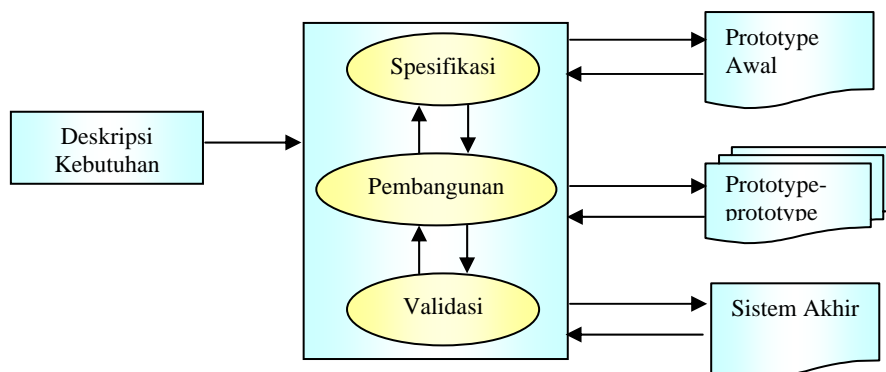 Deskripsi
Kebutuhan
Spesifikasi
Pembangunan
Validasi
Prototype
Awal
Prototype-
prototype
Sistem Akhir